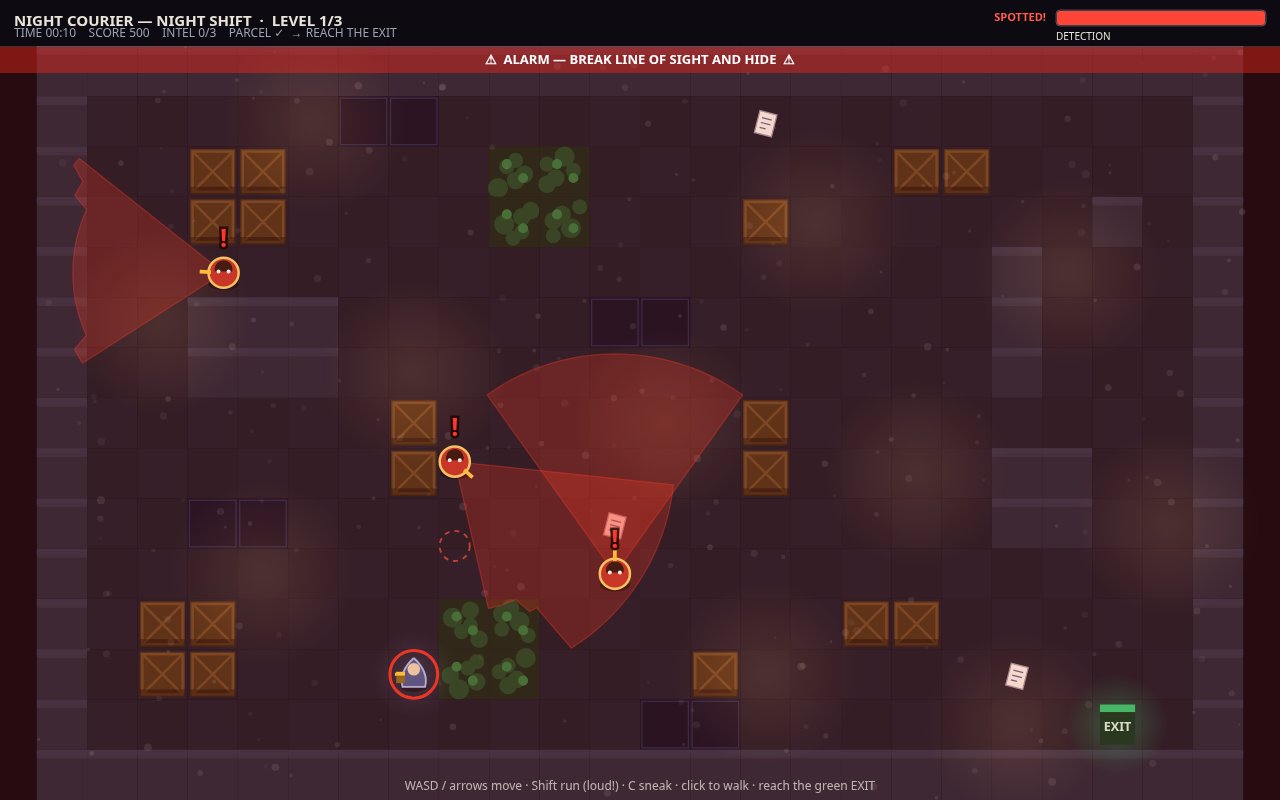 NIGHT COURIER — NIGHT SHIFT · LEVEL 1/3
TIME 00:10 SCORE 500 INTEL 0/3 PARCEL ✓ → REACH THE EXIT
SPOTTED!
DETECTION
⚠ ALARM — BREAK LINE OF SIGHT AND HIDE ⚠
!
!
!
EXIT
WASD / arrows move · Shift run (loud!) · C sneak · click to walk · reach the green EXIT